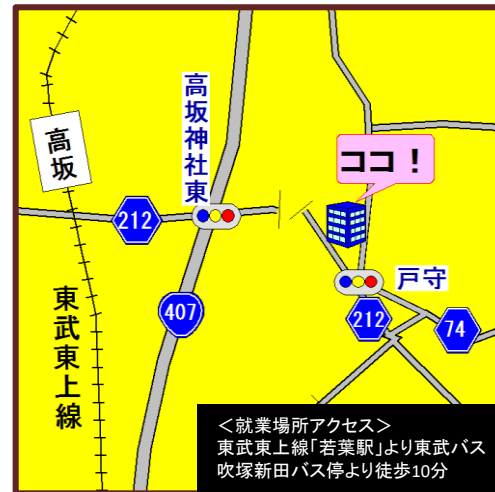 高坂神社東
高坂
ココ！
212
戸守
407
212
74
東武東上線
＜就業場所アクセス＞
東武東上線「若葉駅」より東武バス
吹塚新田バス停より徒歩10分